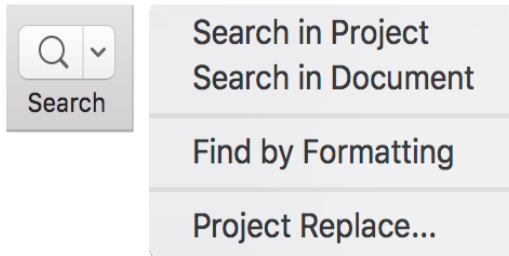 Search
Search in Project
Search in Document
Find by Formatting
Project Replace...